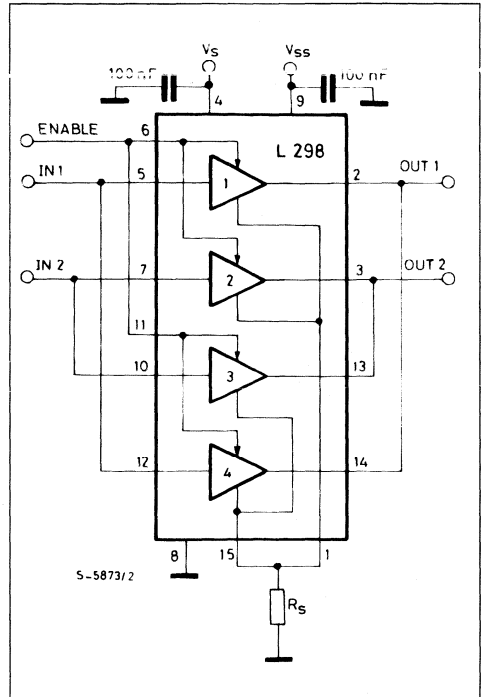 Vs Vss
100 nF 100 nF
4 9
ENABLE 6
L 298
IN 1 5 1 2 OUT 1
IN 2 7 2 3 OUT 2
11
10 3 13
12 4 14
8 15 1
S-5873/2
Rs